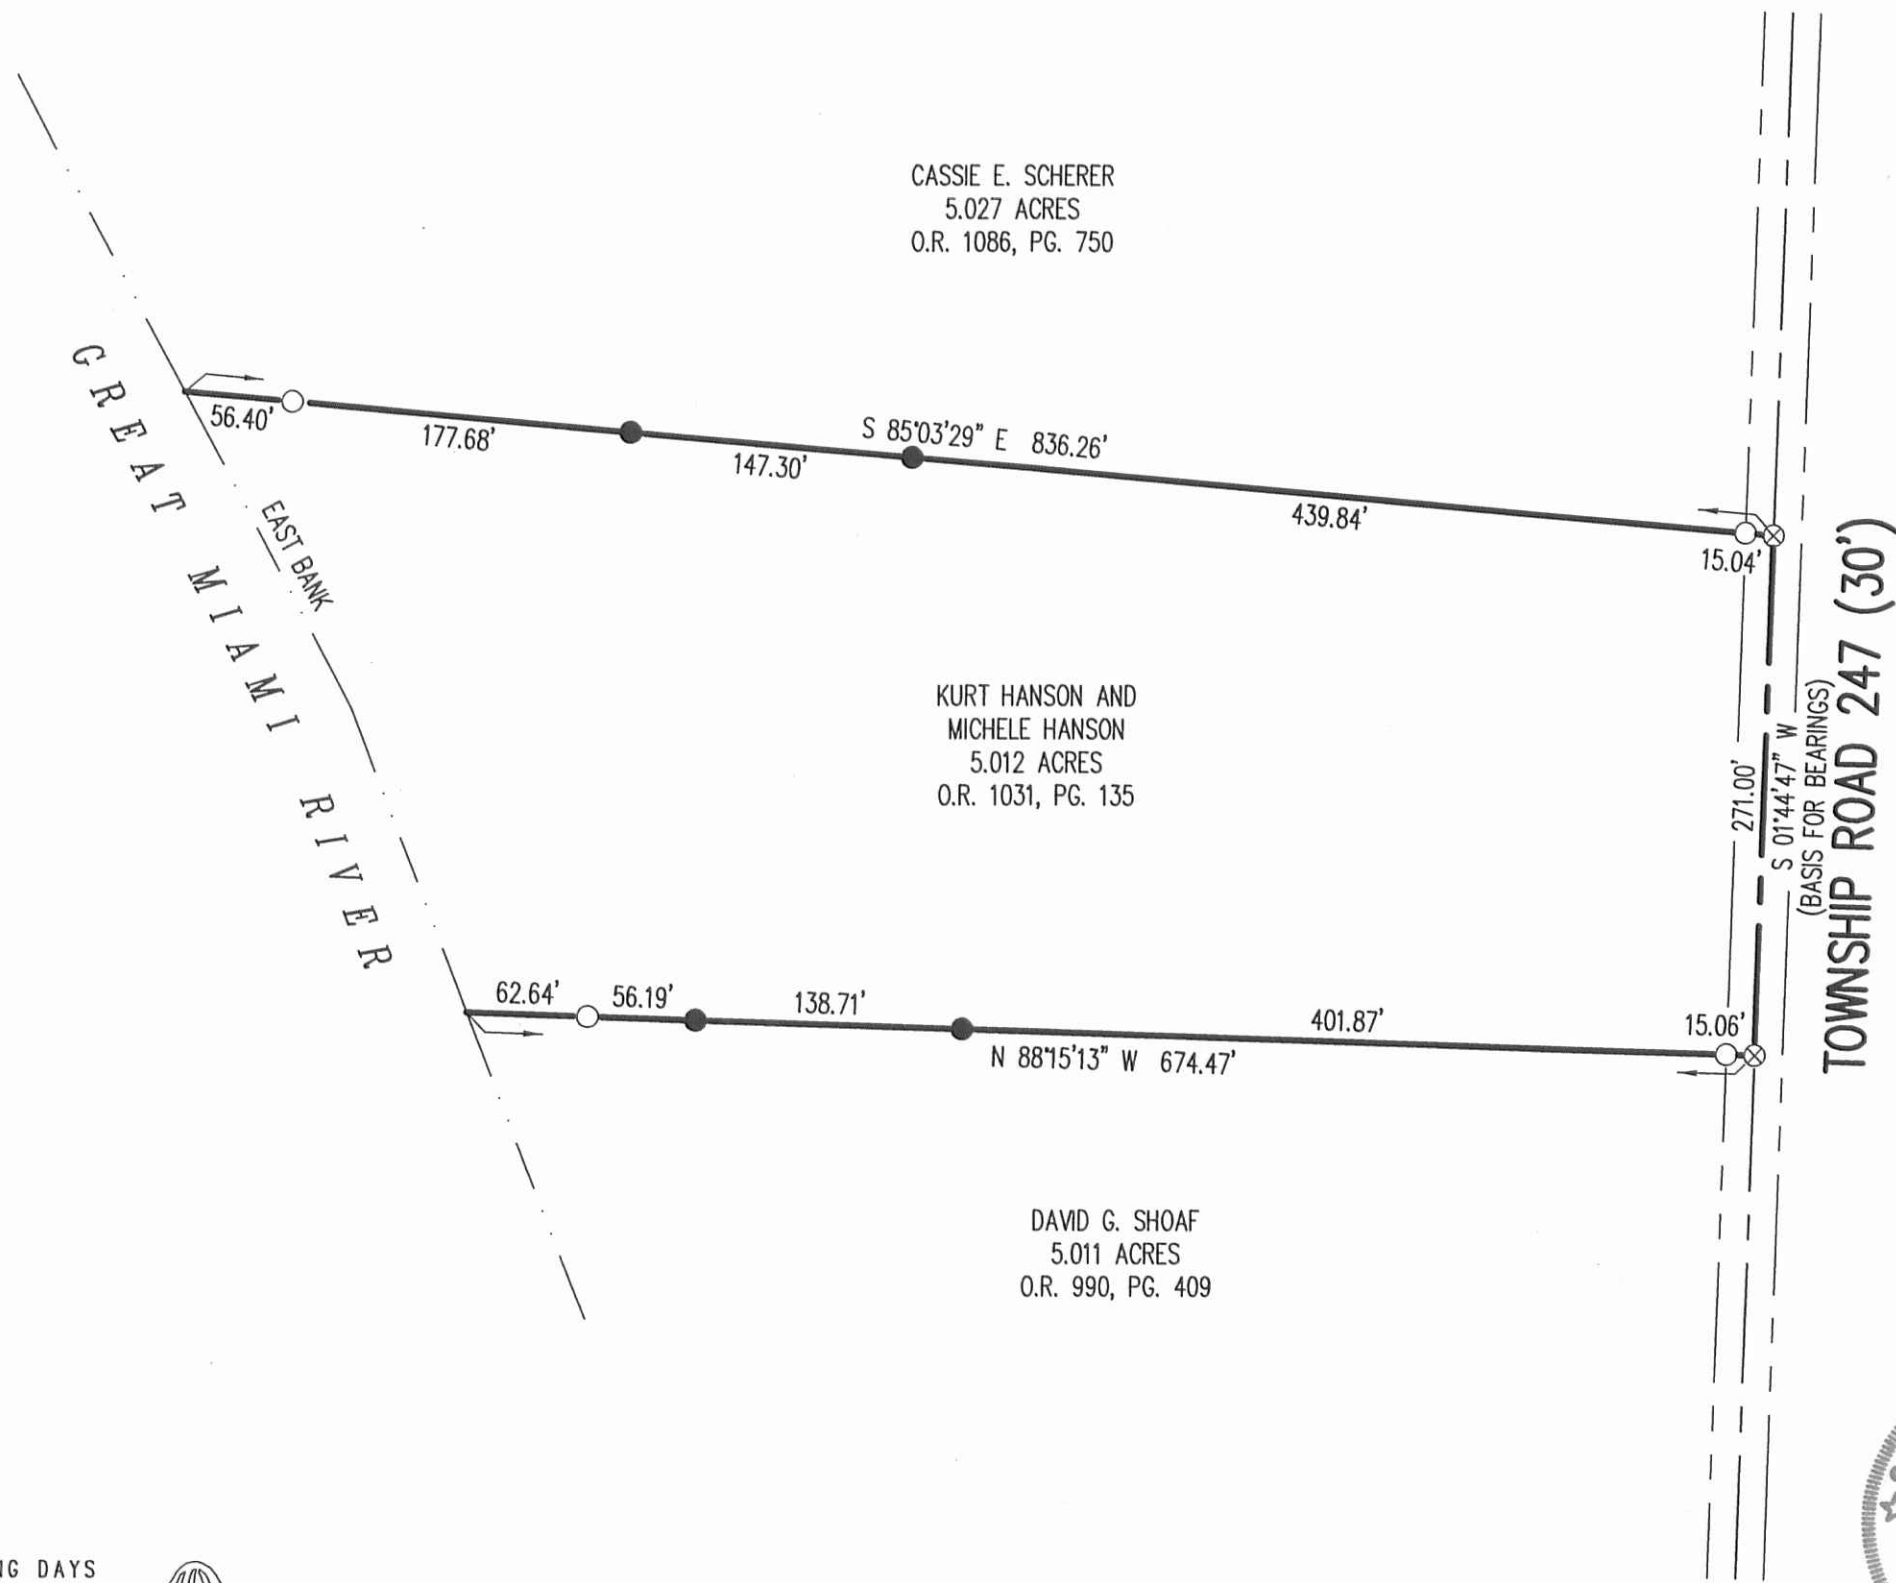 CASSIE E. SCHERER
5.027 ACRES
O.R. 1086, PG. 750
GREAT MIAMI RIVER
EAST BANK
56.40'
177.68'
147.30'
S 85°03'29" E 836.26'
439.84'
15.04'
KURT HANSON AND
MICHELE HANSON
5.012 ACRES
O.R. 1031, PG. 135
271.00'
S 01°44'47" W
(BASIS FOR BEARINGS)
TOWNSHIP ROAD 247 (30')
62.64'
56.19'
138.71'
401.87'
15.06'
N 88°15'13" W 674.47'
DAVID G. SHOAF
5.011 ACRES
O.R. 990, PG. 409
DAYS